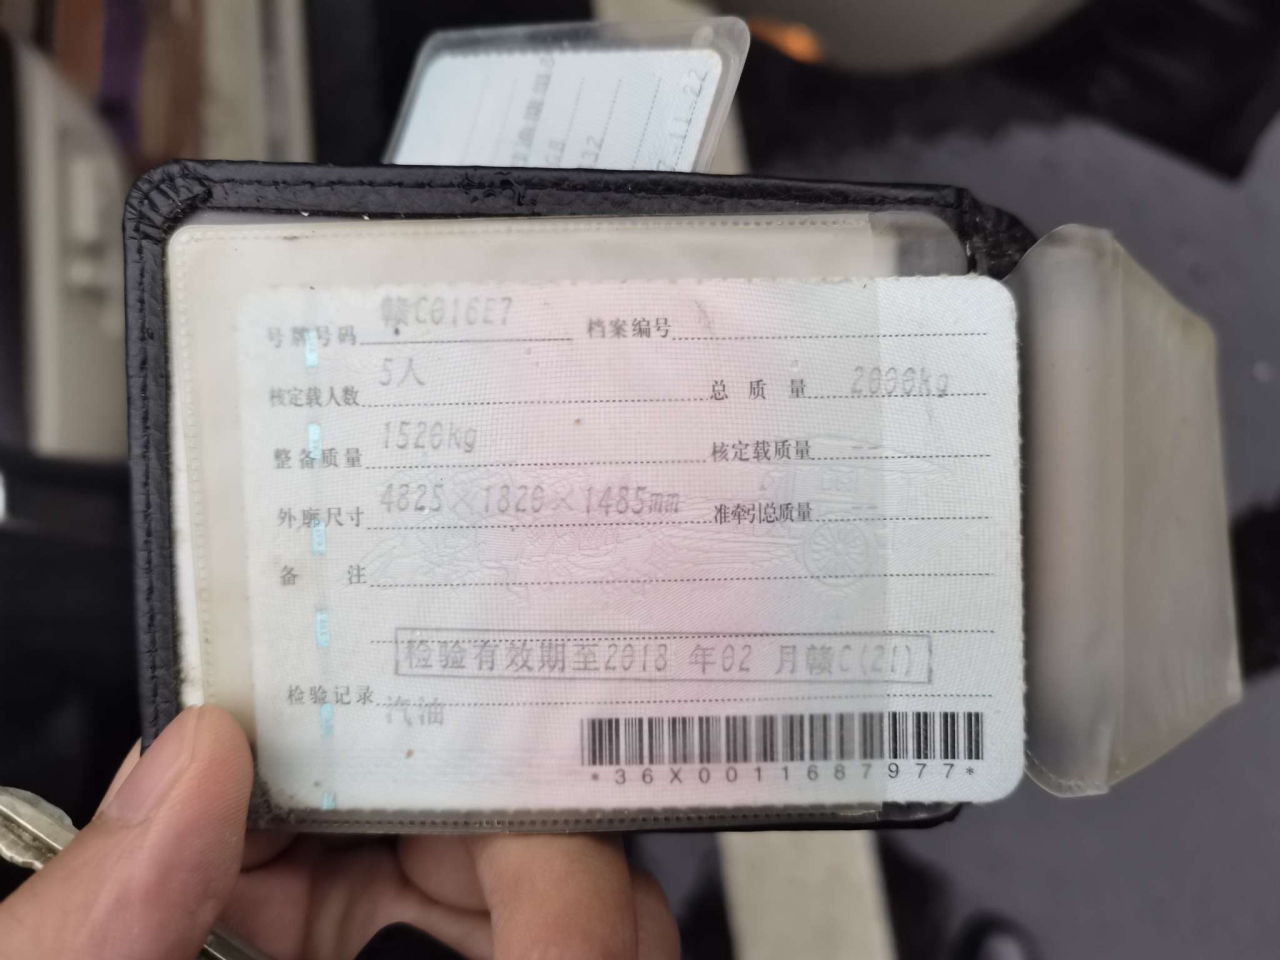 号牌号码 赣C016E7 档案编号
核定载人数 5人 总质量 2000kg
整备质量 1520kg 核定载质量 --
外廓尺寸 4825×1820×1485mm 准牵引总质量 --
备注
检验有效期至2018 年02 月赣C(21)
检验记录
汽油
*36X0011687977*